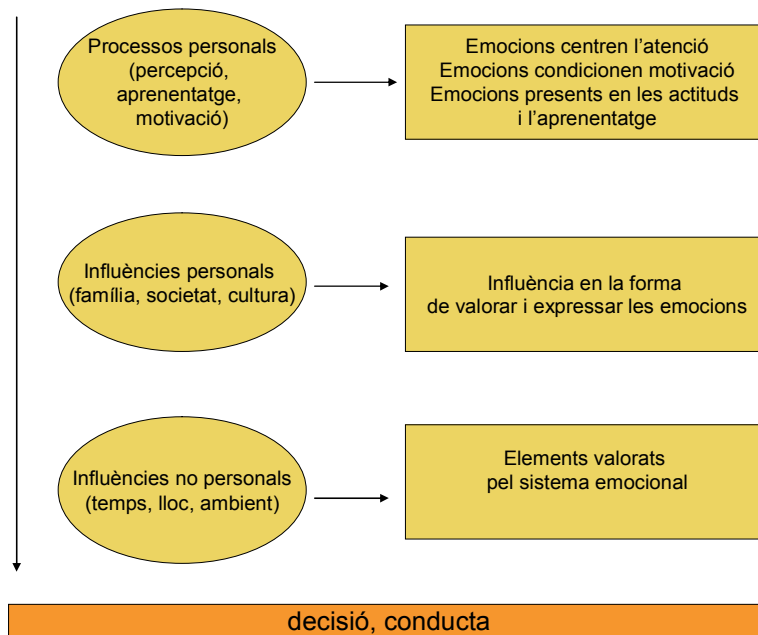 Processos personals
(percepció,
aprenentatge,
motivació)
Emocions centren l’atenció
Emocions condicionen motivació
Emocions presents en les actituds
i l’aprenentatge
Influències personals
(família, societat, cultura)
Influència en la forma
de valorar i expressar les emocions
Influències no personals
(temps, lloc, ambient)
Elements valorats
pel sistema emocional
decisió, conducta